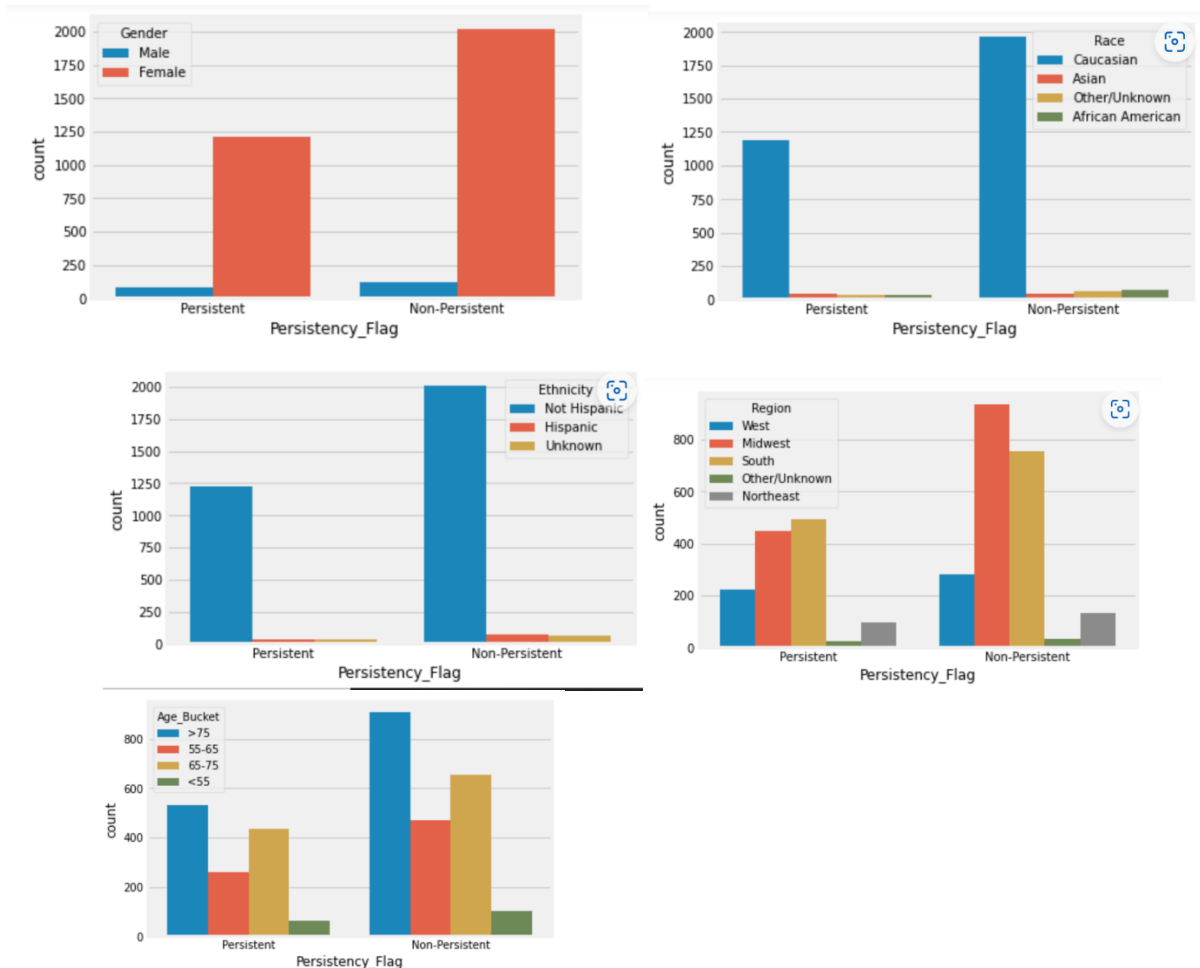 Gender
Male
Female
2000
1750
1500
1250
1000
750
500
250
0
count
Persistent
Non-Persistent
Persistency_Flag
Race
Caucasian
Asian
Other/Unknown
African American
2000
1750
1500
1250
1000
750
500
250
0
count
Persistent
Non-Persistent
Persistency_Flag
Ethnicity
Not Hispanic
Hispanic
Unknown
2000
1750
1500
1250
1000
750
500
250
0
count
Persistent
Non-Persistent
Persistency_Flag
Region
West
Midwest
South
Other/Unknown
Northeast
800
600
400
200
0
count
Persistent
Non-Persistent
Persistency_Flag
Age_Bucket
>75
55-65
65-75
<55
800
600
400
200
0
count
Persistent
Non-Persistent
Persistency_Flag